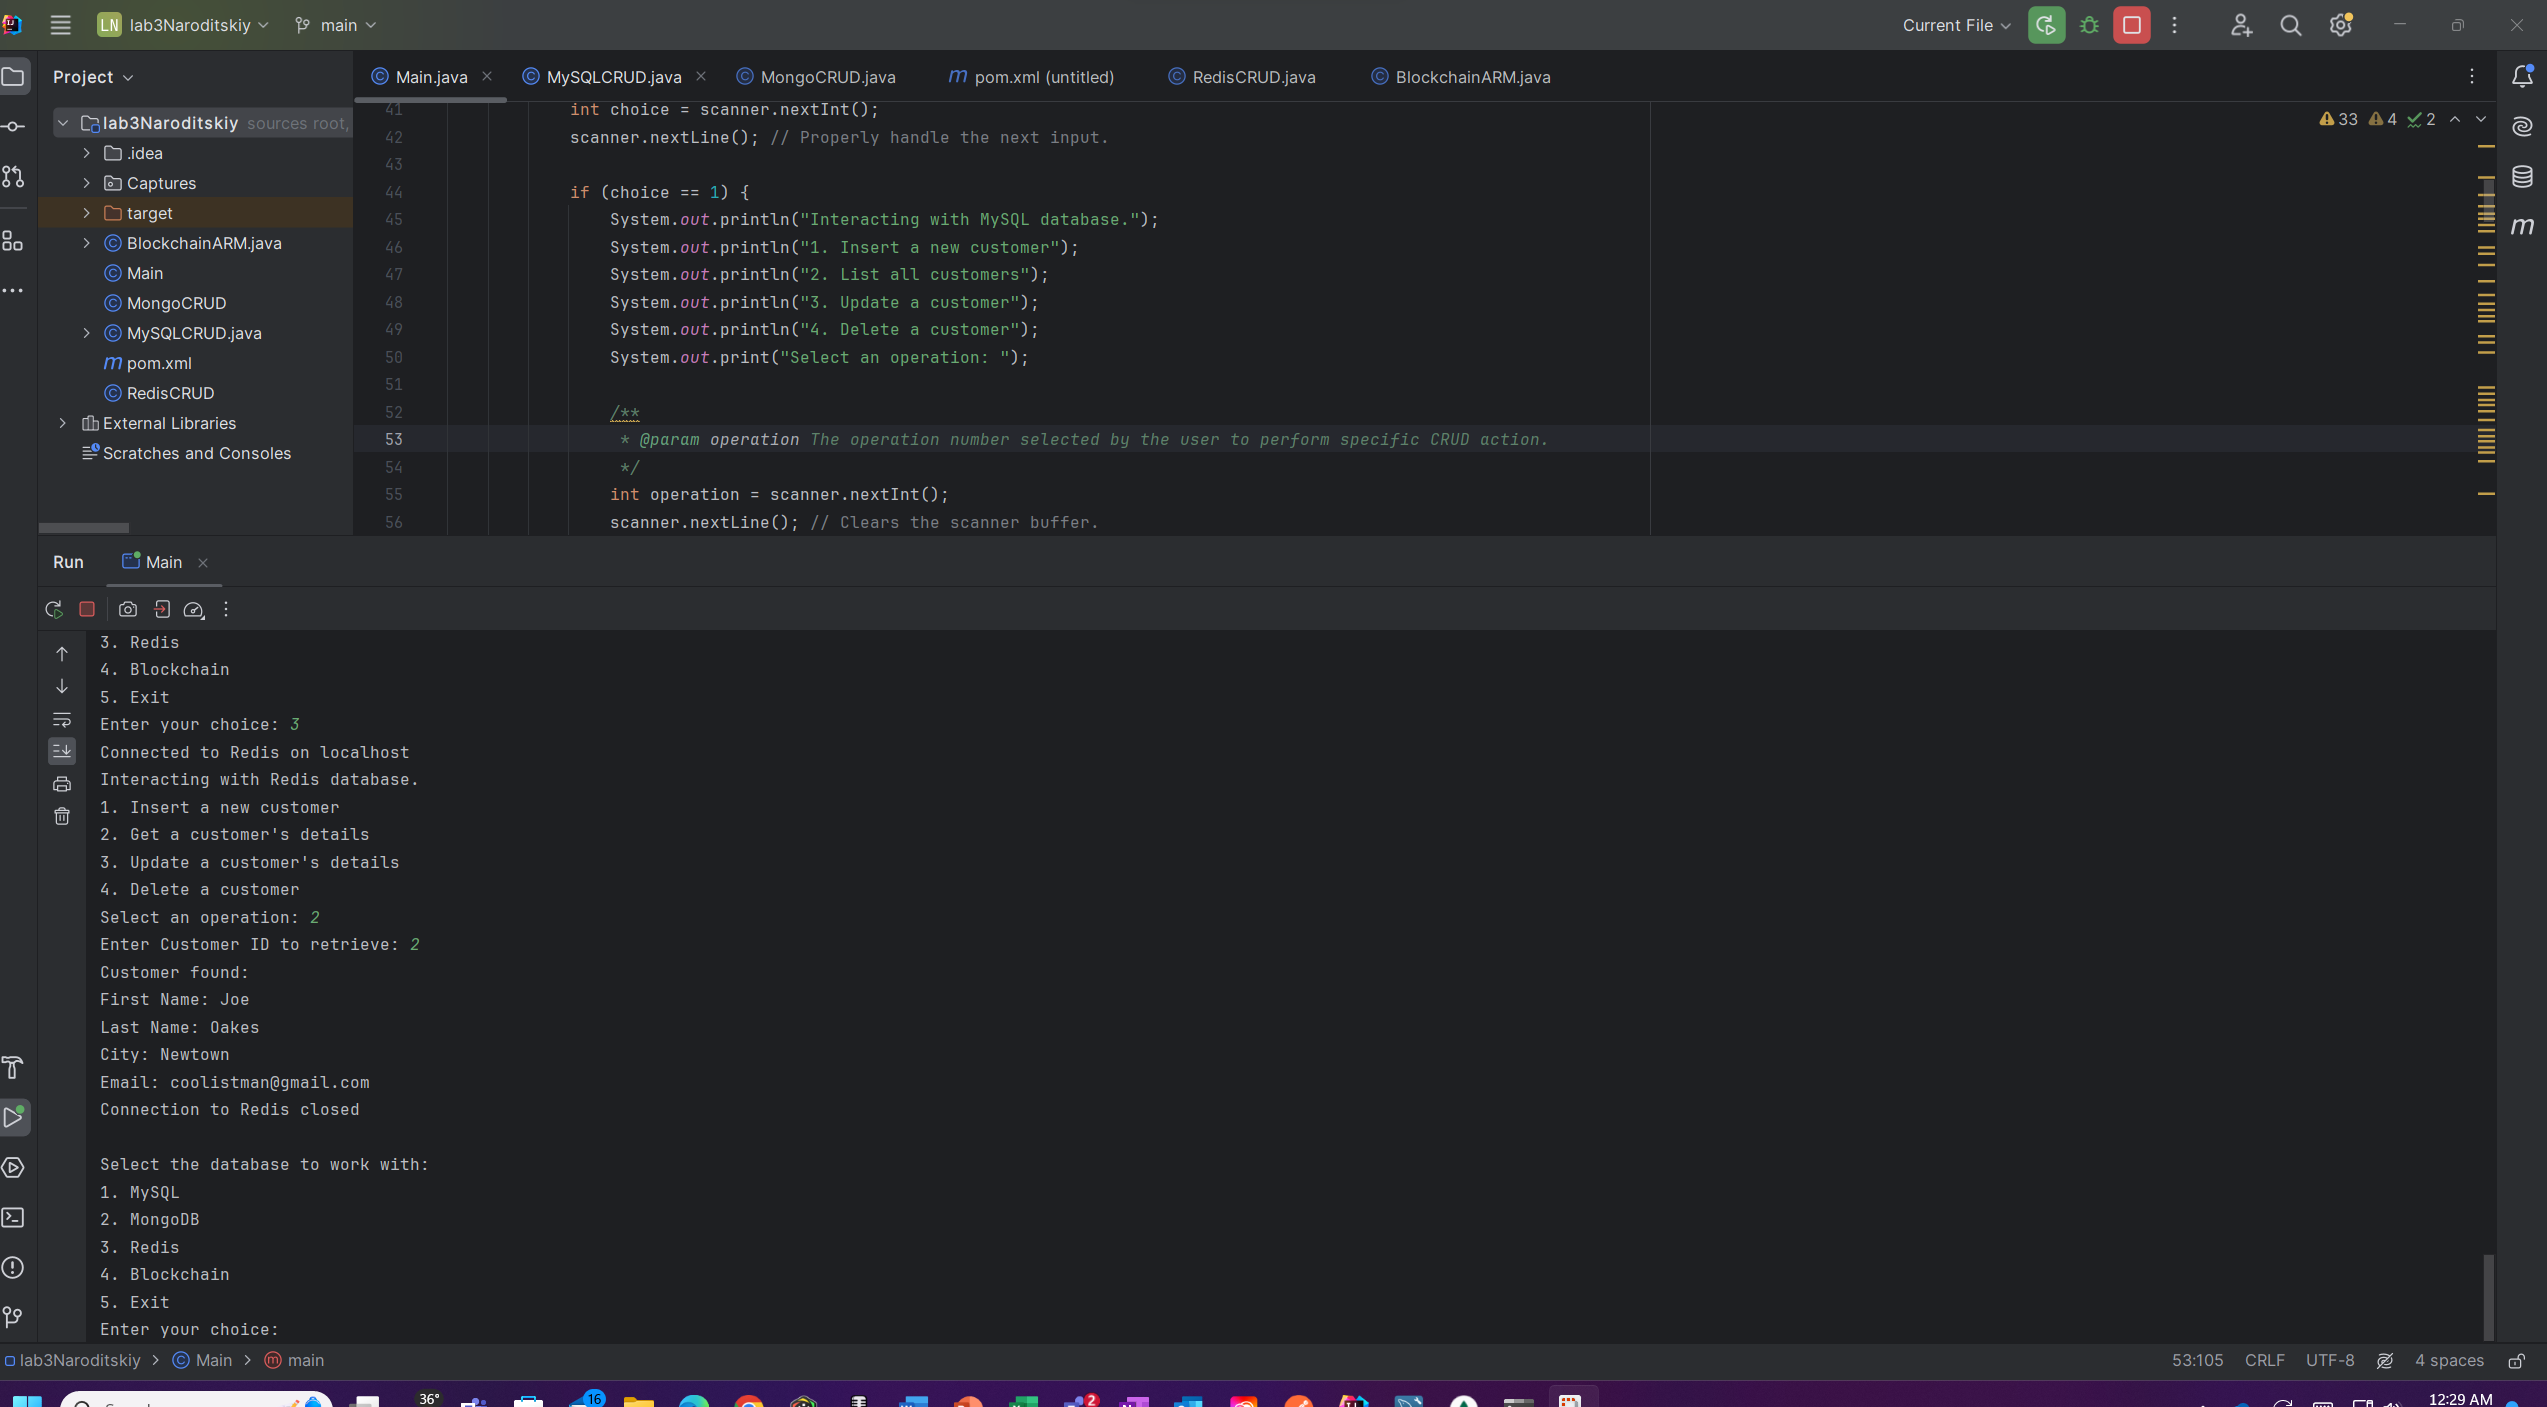 LN lab3Naroditskiy main Current File
Project
Main.java MySQLCRUD.java MongoCRUD.java pom.xml (untitled) RedisCRUD.java BlockchainARM.java
lab3Naroditskiy sources root,
.idea
Captures
target
BlockchainARM.java
Main
MongoCRUD
MySQLCRUD.java
pom.xml
RedisCRUD
External Libraries
Scratches and Consoles
33 4 2
41 int choice = scanner.nextInt();
42 scanner.nextLine(); // Properly handle the next input.
43
44 if (choice == 1) {
45 System.out.println("Interacting with MySQL database.");
46 System.out.println("1. Insert a new customer");
47 System.out.println("2. List all customers");
48 System.out.println("3. Update a customer");
49 System.out.println("4. Delete a customer");
50 System.out.print("Select an operation: ");
51
52 /**
53 * @param operation The operation number selected by the user to perform specific CRUD action.
54 */
55 int operation = scanner.nextInt();
56 scanner.nextLine(); // Clears the scanner buffer.
Run Main
3. Redis
4. Blockchain
5. Exit
Enter your choice: 3
Connected to Redis on localhost
Interacting with Redis database.
1. Insert a new customer
2. Get a customer's details
3. Update a customer's details
4. Delete a customer
Select an operation: 2
Enter Customer ID to retrieve: 2
Customer found:
First Name: Joe
Last Name: Oakes
City: Newtown
Email: coolistman@gmail.com
Connection to Redis closed
Select the database to work with:
1. MySQL
2. MongoDB
3. Redis
4. Blockchain
5. Exit
Enter your choice:
lab3Naroditskiy > Main > main 53:105 CRLF UTF-8 4 spaces
36° 16 2 12:29 AM